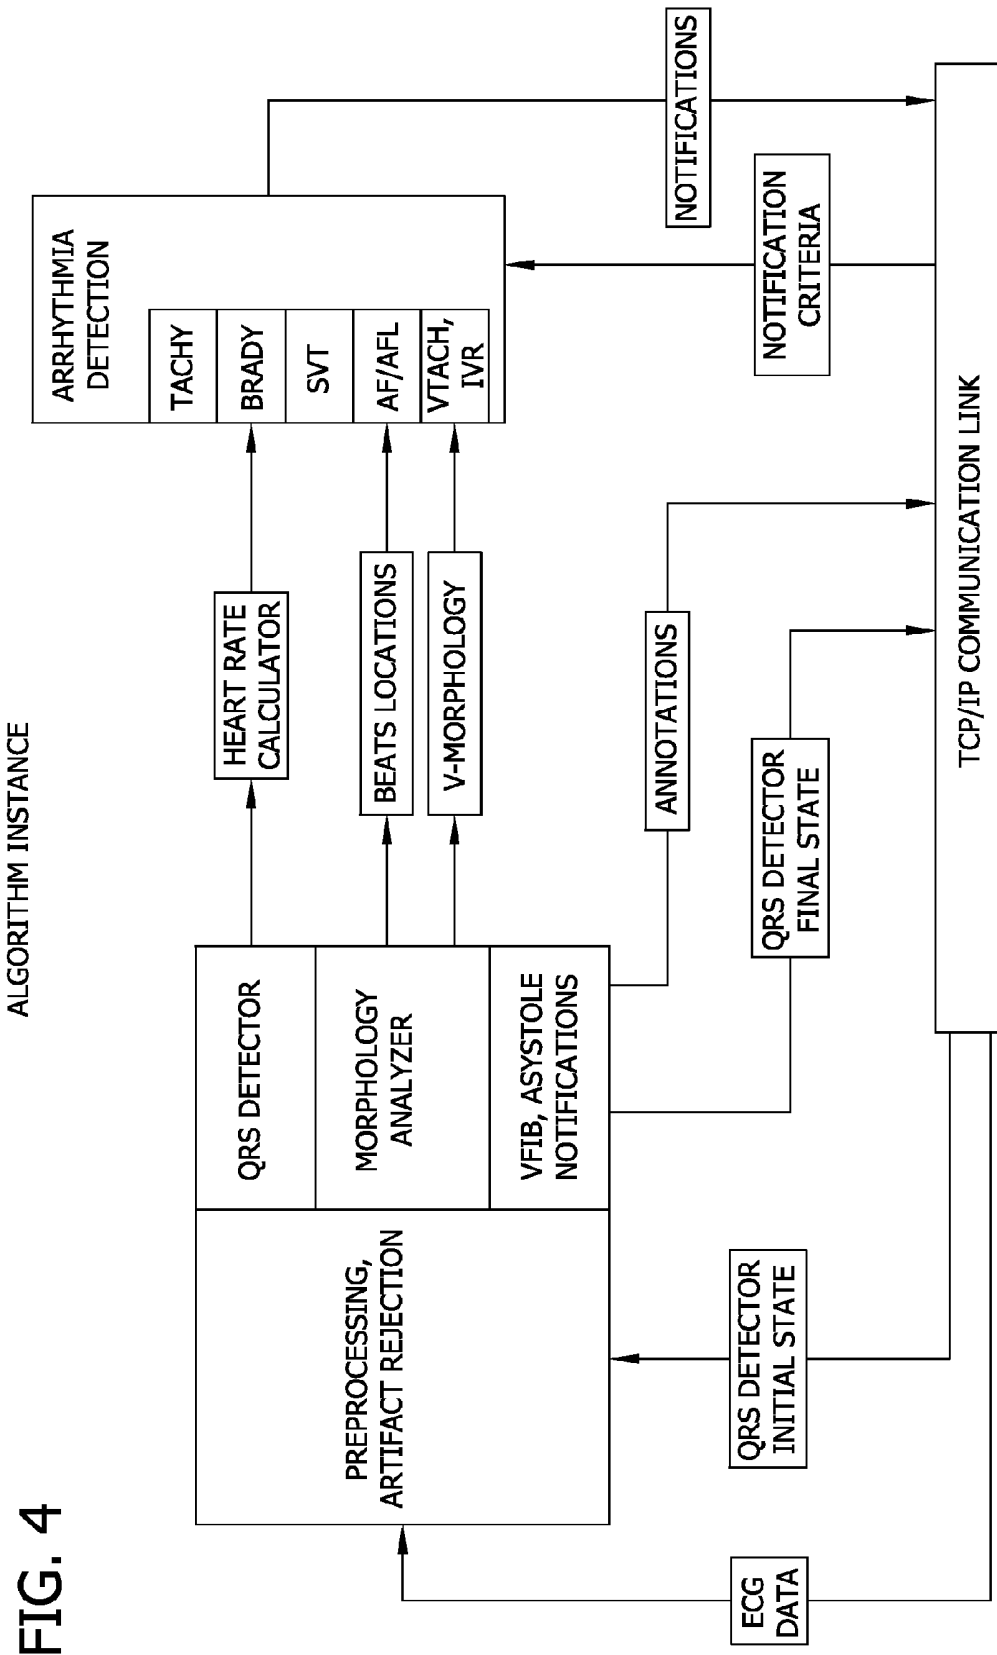 FIG. 4
ALGORITHM INSTANCE
ECG
DATA
PREPROCESSING,
ARTIFACT REJECTION
QRS DETECTOR
INITIAL STATE
QRS DETECTOR
MORPHOLOGY
ANALYZER
VFIB, ASYSTOLE
NOTIFICATIONS
HEART RATE
CALCULATOR
BEATS LOCATIONS
V-MORPHOLOGY
ANNOTATIONS
QRS DETECTOR
FINAL STATE
ARRHYTHMIA
DETECTION
TACHY
BRADY
SVT
AF/AFL
VTACH,
IVR
NOTIFICATIONS
NOTIFICATION
CRITERIA
TCP/IP COMMUNICATION LINK